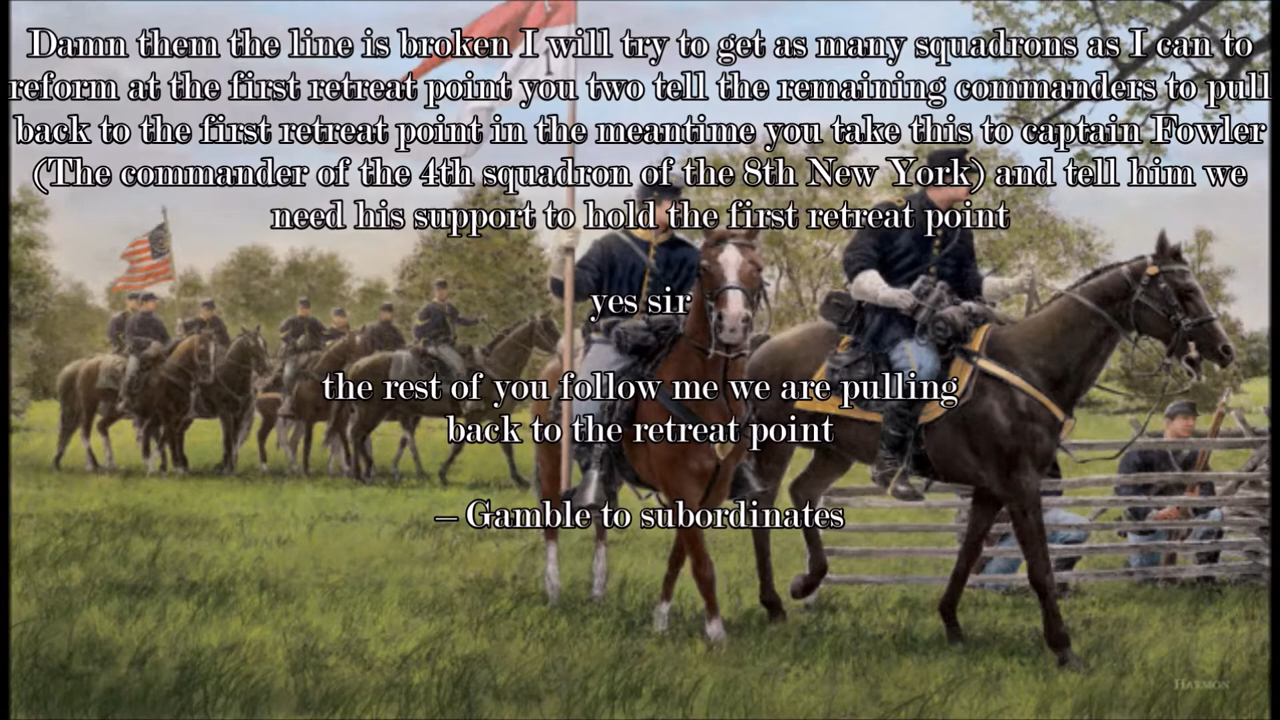 Damn them the line is broken I will try to get as many squadrons as I can to
reform at the first retreat point you two tell the remaining commanders to pull
back to the first retreat point in the meantime you take this to captain Fowler
(The commander of the 4th squadron of the 8th New York) and tell him we
need his support to hold the first retreat point
yes sir
the rest of you follow me we are pulling
back to the retreat point
– Gamble to subordinates
HARMON